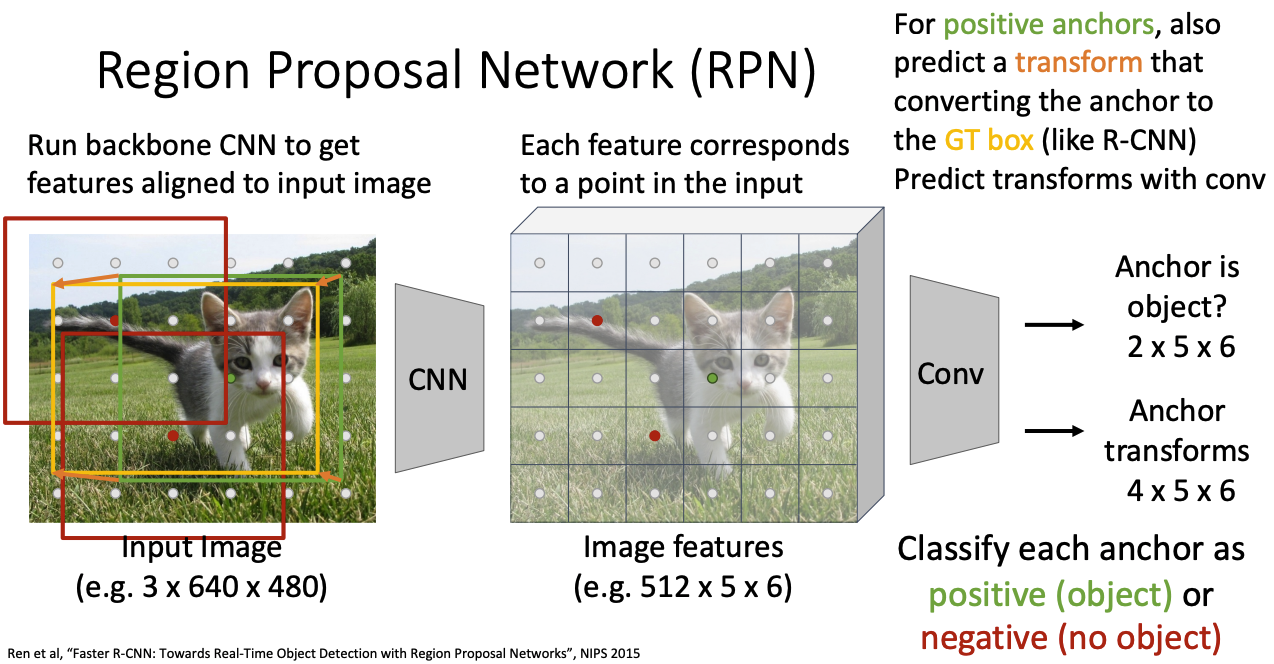 Region Proposal Network (RPN)
For positive anchors, also
predict a transform that
converting the anchor to
the GT box (like R-CNN)
Predict transforms with conv
Run backbone CNN to get
features aligned to input image
Each feature corresponds
to a point in the input
CNN
Conv
Anchor is
object?
2 x 5 x 6
Anchor
transforms
4 x 5 x 6
Input Image
(e.g. 3 x 640 x 480)
Image features
(e.g. 512 x 5 x 6)
Classify each anchor as
positive (object) or
negative (no object)
Ren et al, “Faster R-CNN: Towards Real-Time Object Detection with Region Proposal Networks”, NIPS 2015